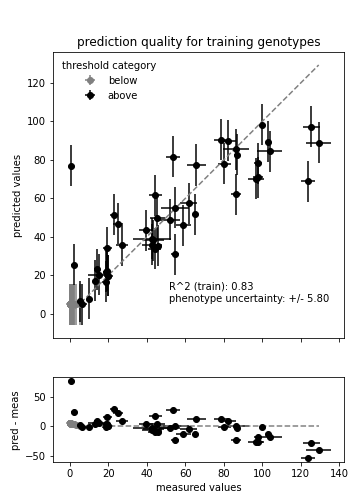 prediction quality for training genotypes
threshold category
below
above
120
100
80
60
40
20
0
predicted values
R^2 (train): 0.83
phenotype uncertainty: +/- 5.80
50
0
−50
pred - meas
0 20 40 60 80 100 120 140
measured values